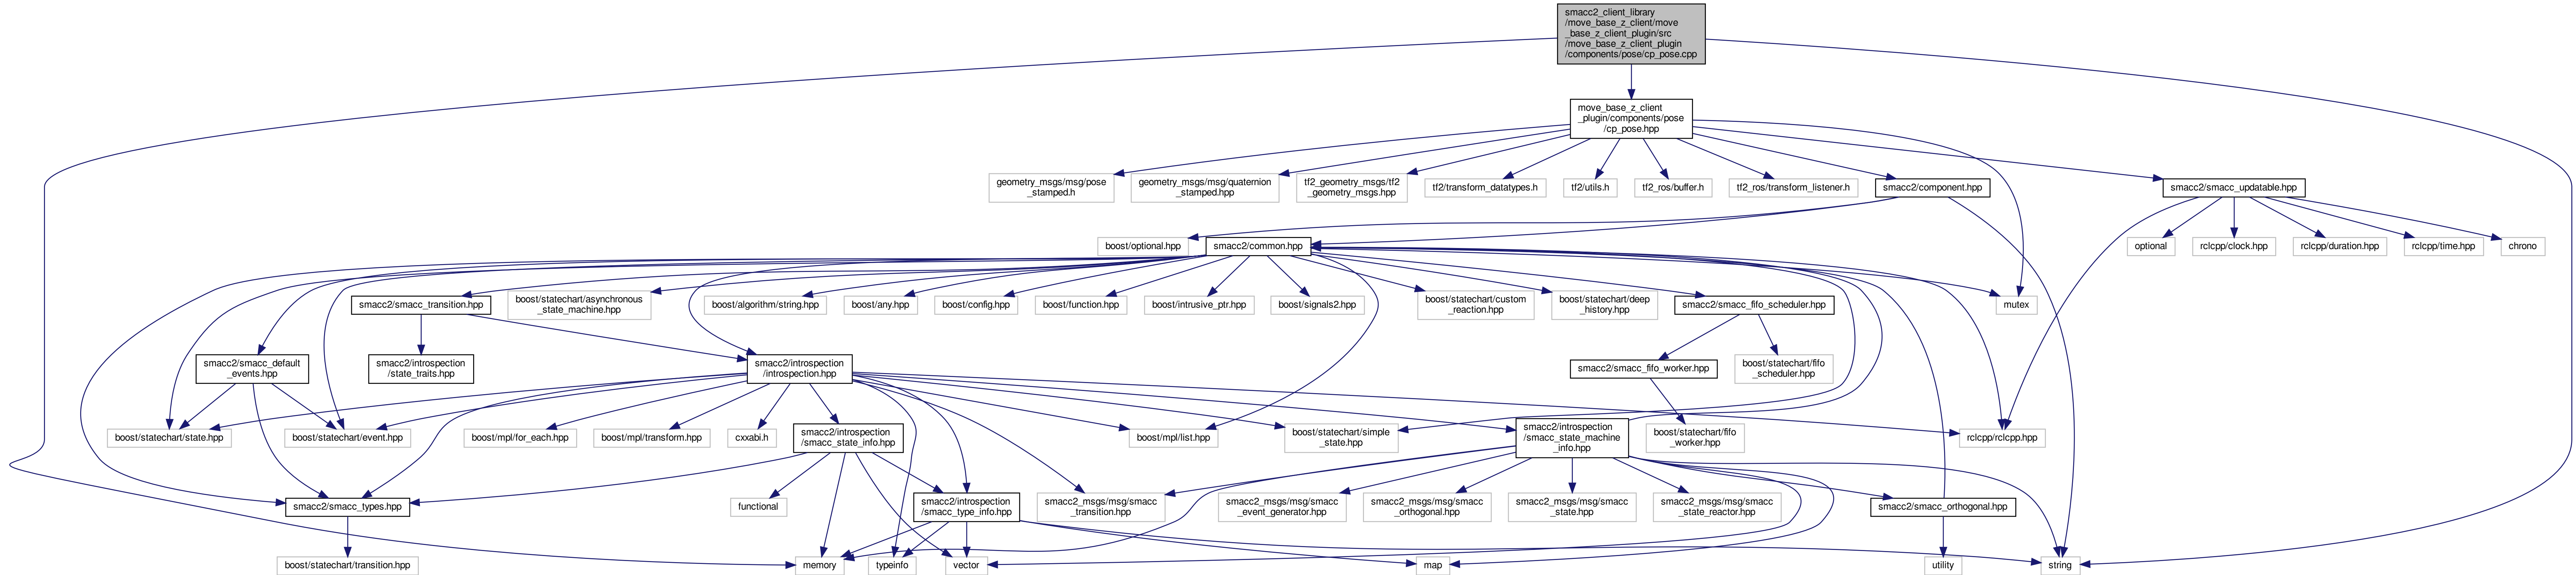 smacc2_client_library
/move_base_z_client/move
_base_z_client_plugin/src
/move_base_z_client_plugin
/components/pose/cp_pose.cpp
move_base_z_client
_plugin/components/pose
/cp_pose.hpp
geometry_msgs/msg/pose
_stamped.h
geometry_msgs/msg/quaternion
_stamped.hpp
tf2_geometry_msgs/tf2
_geometry_msgs.hpp
tf2/transform_datatypes.h
tf2/utils.h
tf2_ros/buffer.h
tf2_ros/transform_listener.h
smacc2/component.hpp
smacc2/smacc_updatable.hpp
boost/optional.hpp
smacc2/common.hpp
optional
rclcpp/clock.hpp
rclcpp/duration.hpp
rclcpp/time.hpp
chrono
smacc2/smacc_transition.hpp
boost/statechart/asynchronous
_state_machine.hpp
boost/algorithm/string.hpp
boost/any.hpp
boost/config.hpp
boost/function.hpp
boost/intrusive_ptr.hpp
boost/signals2.hpp
boost/statechart/custom
_reaction.hpp
boost/statechart/deep
_history.hpp
smacc2/smacc_fifo_scheduler.hpp
mutex
smacc2/smacc_default
_events.hpp
smacc2/introspection
/state_traits.hpp
smacc2/introspection
/introspection.hpp
smacc2/smacc_fifo_worker.hpp
boost/statechart/fifo
_scheduler.hpp
boost/statechart/state.hpp
boost/statechart/event.hpp
boost/mpl/for_each.hpp
boost/mpl/transform.hpp
cxxabi.h
smacc2/introspection
/smacc_state_info.hpp
boost/mpl/list.hpp
boost/statechart/simple
_state.hpp
smacc2/introspection
/smacc_state_machine
_info.hpp
boost/statechart/fifo
_worker.hpp
rclcpp/rclcpp.hpp
smacc2/smacc_types.hpp
functional
smacc2/introspection
/smacc_type_info.hpp
smacc2_msgs/msg/smacc
_transition.hpp
smacc2_msgs/msg/smacc
_event_generator.hpp
smacc2_msgs/msg/smacc
_orthogonal.hpp
smacc2_msgs/msg/smacc
_state.hpp
smacc2_msgs/msg/smacc
_state_reactor.hpp
smacc2/smacc_orthogonal.hpp
boost/statechart/transition.hpp
memory
typeinfo
vector
map
utility
string